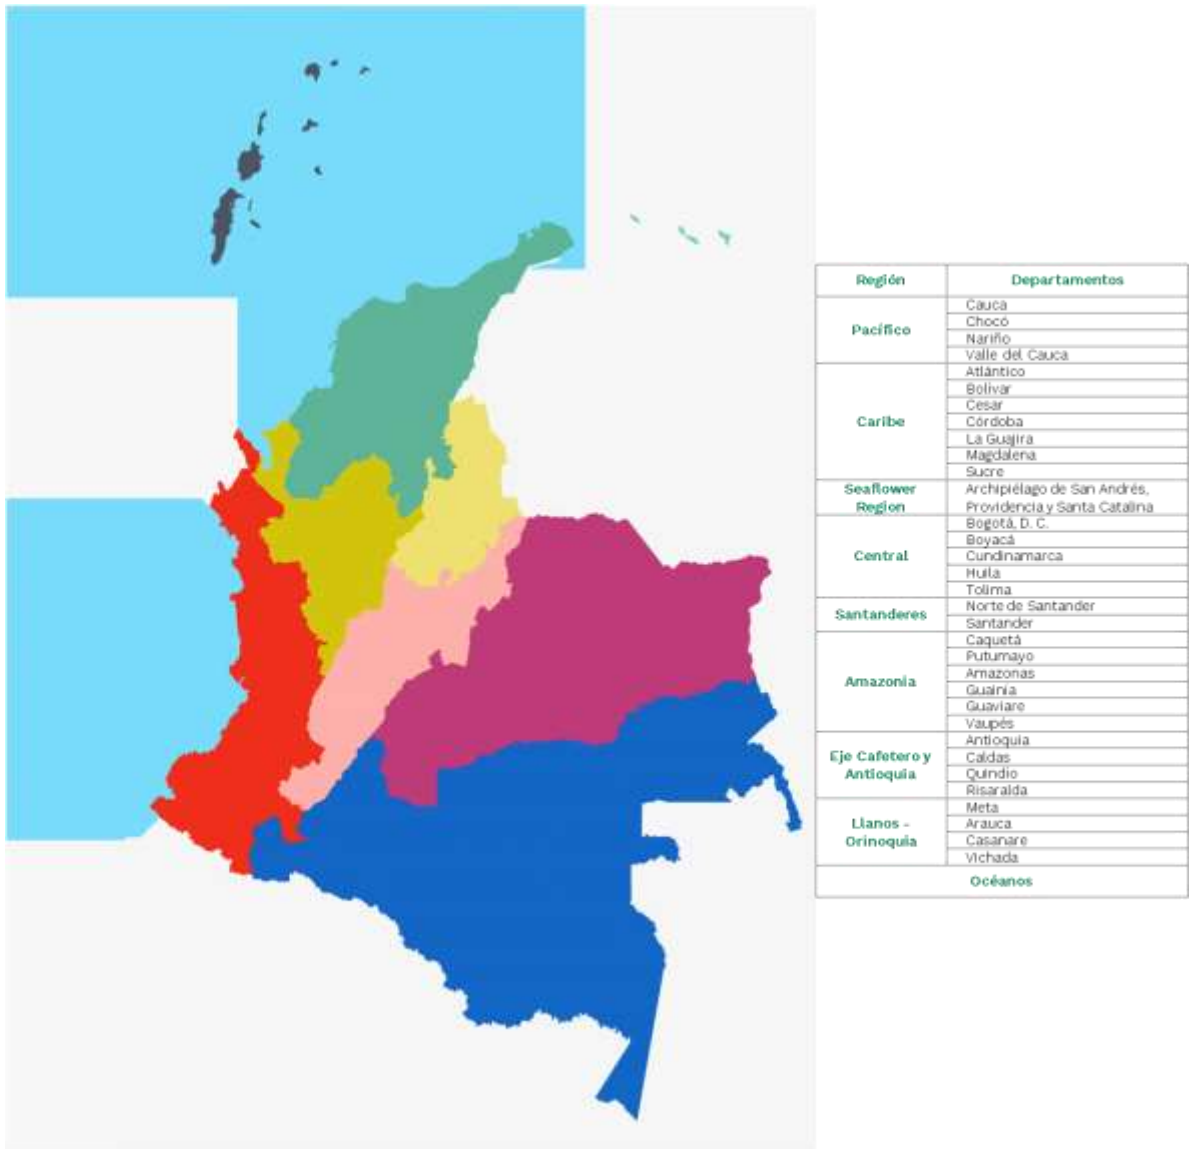 Región Departamentos
Pacífico
Cauca
Chocó
Nariño
Valle del Cauca
Caribe
Atlántico
Bolivar
Cesar
Córdoba
La Guajira
Magdalena
Sucre
Seaflower
Region
Archipiélago de San Andrés,
Providencia y Santa Catalina
Central
Bogotá, D. C.
Boyacá
Cundinamarca
Huila
Tolima
Santanderes
Norte de Santander
Santander
Amazonia
Caquetá
Putumayo
Amazonas
Guainía
Guaviare
Vaupés
Eje Cafetero y
Antioquia
Antioquia
Caldas
Quindío
Risaralda
Llanos -
Orinoquia
Meta
Arauca
Casanare
Vichada
Océanos